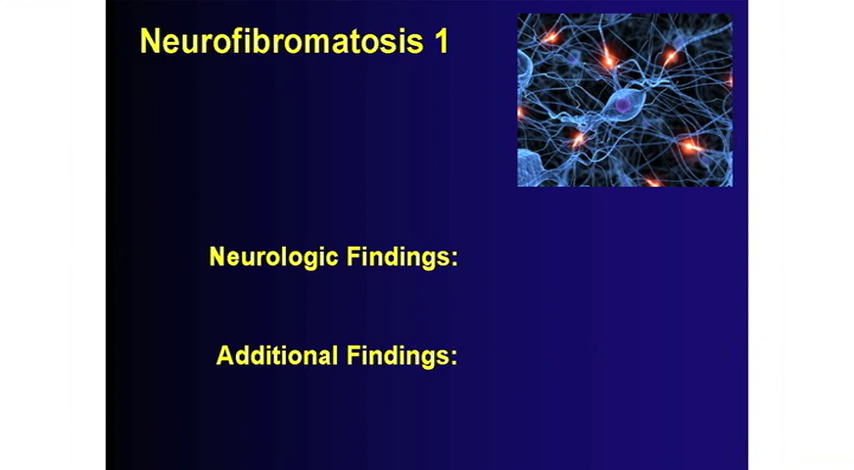 Neurofibromatosis 1
Neurologic Findings:
Additional Findings: